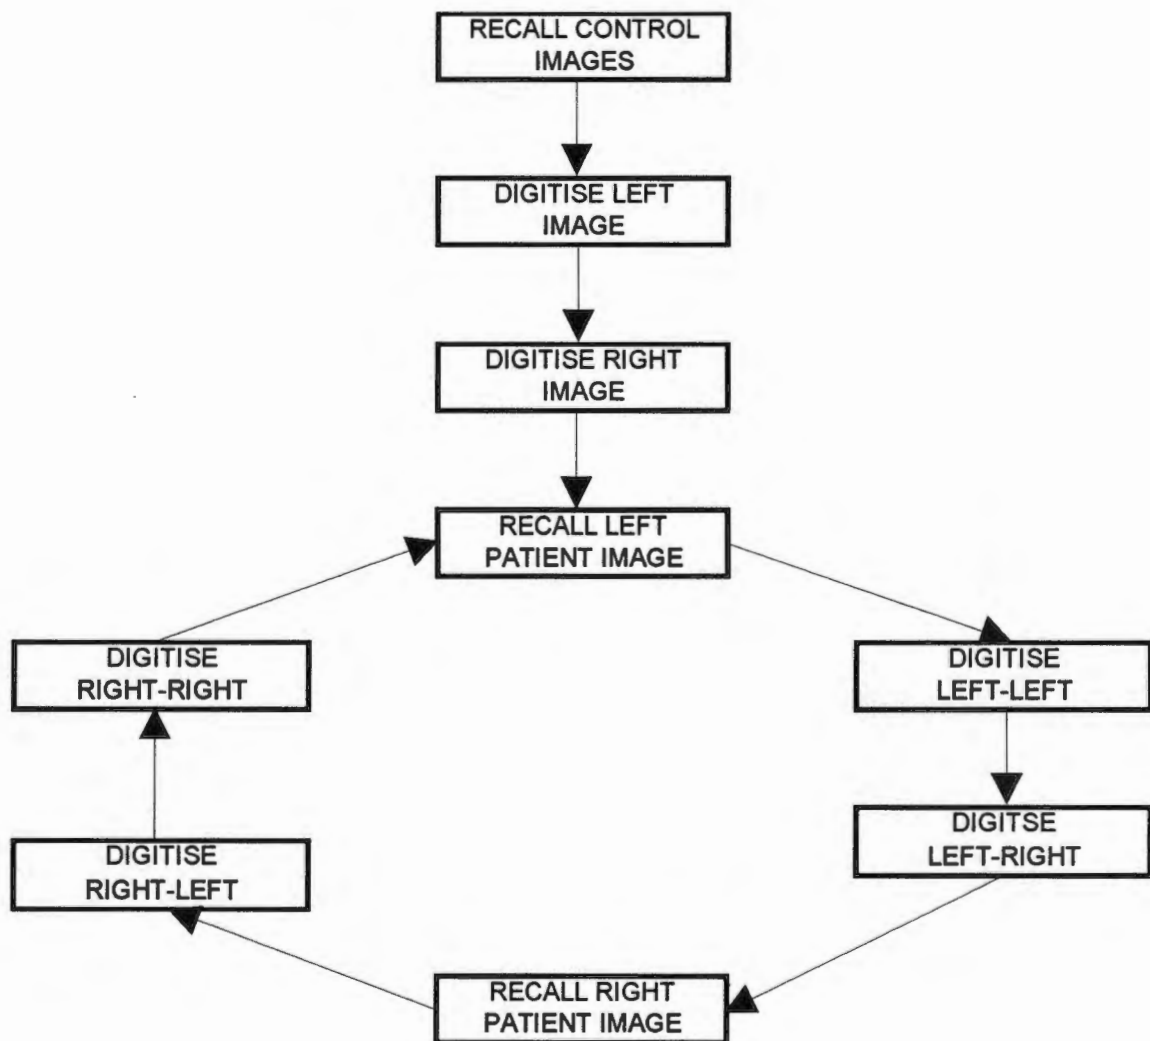 RECALL CONTROL
IMAGES
DIGITISE LEFT
IMAGE
DIGITISE RIGHT
IMAGE
RECALL LEFT
PATIENT IMAGE
DIGITISE
RIGHT-RIGHT
DIGITISE
LEFT-LEFT
DIGITISE
RIGHT-LEFT
DIGITSE
LEFT-RIGHT
RECALL RIGHT
PATIENT IMAGE